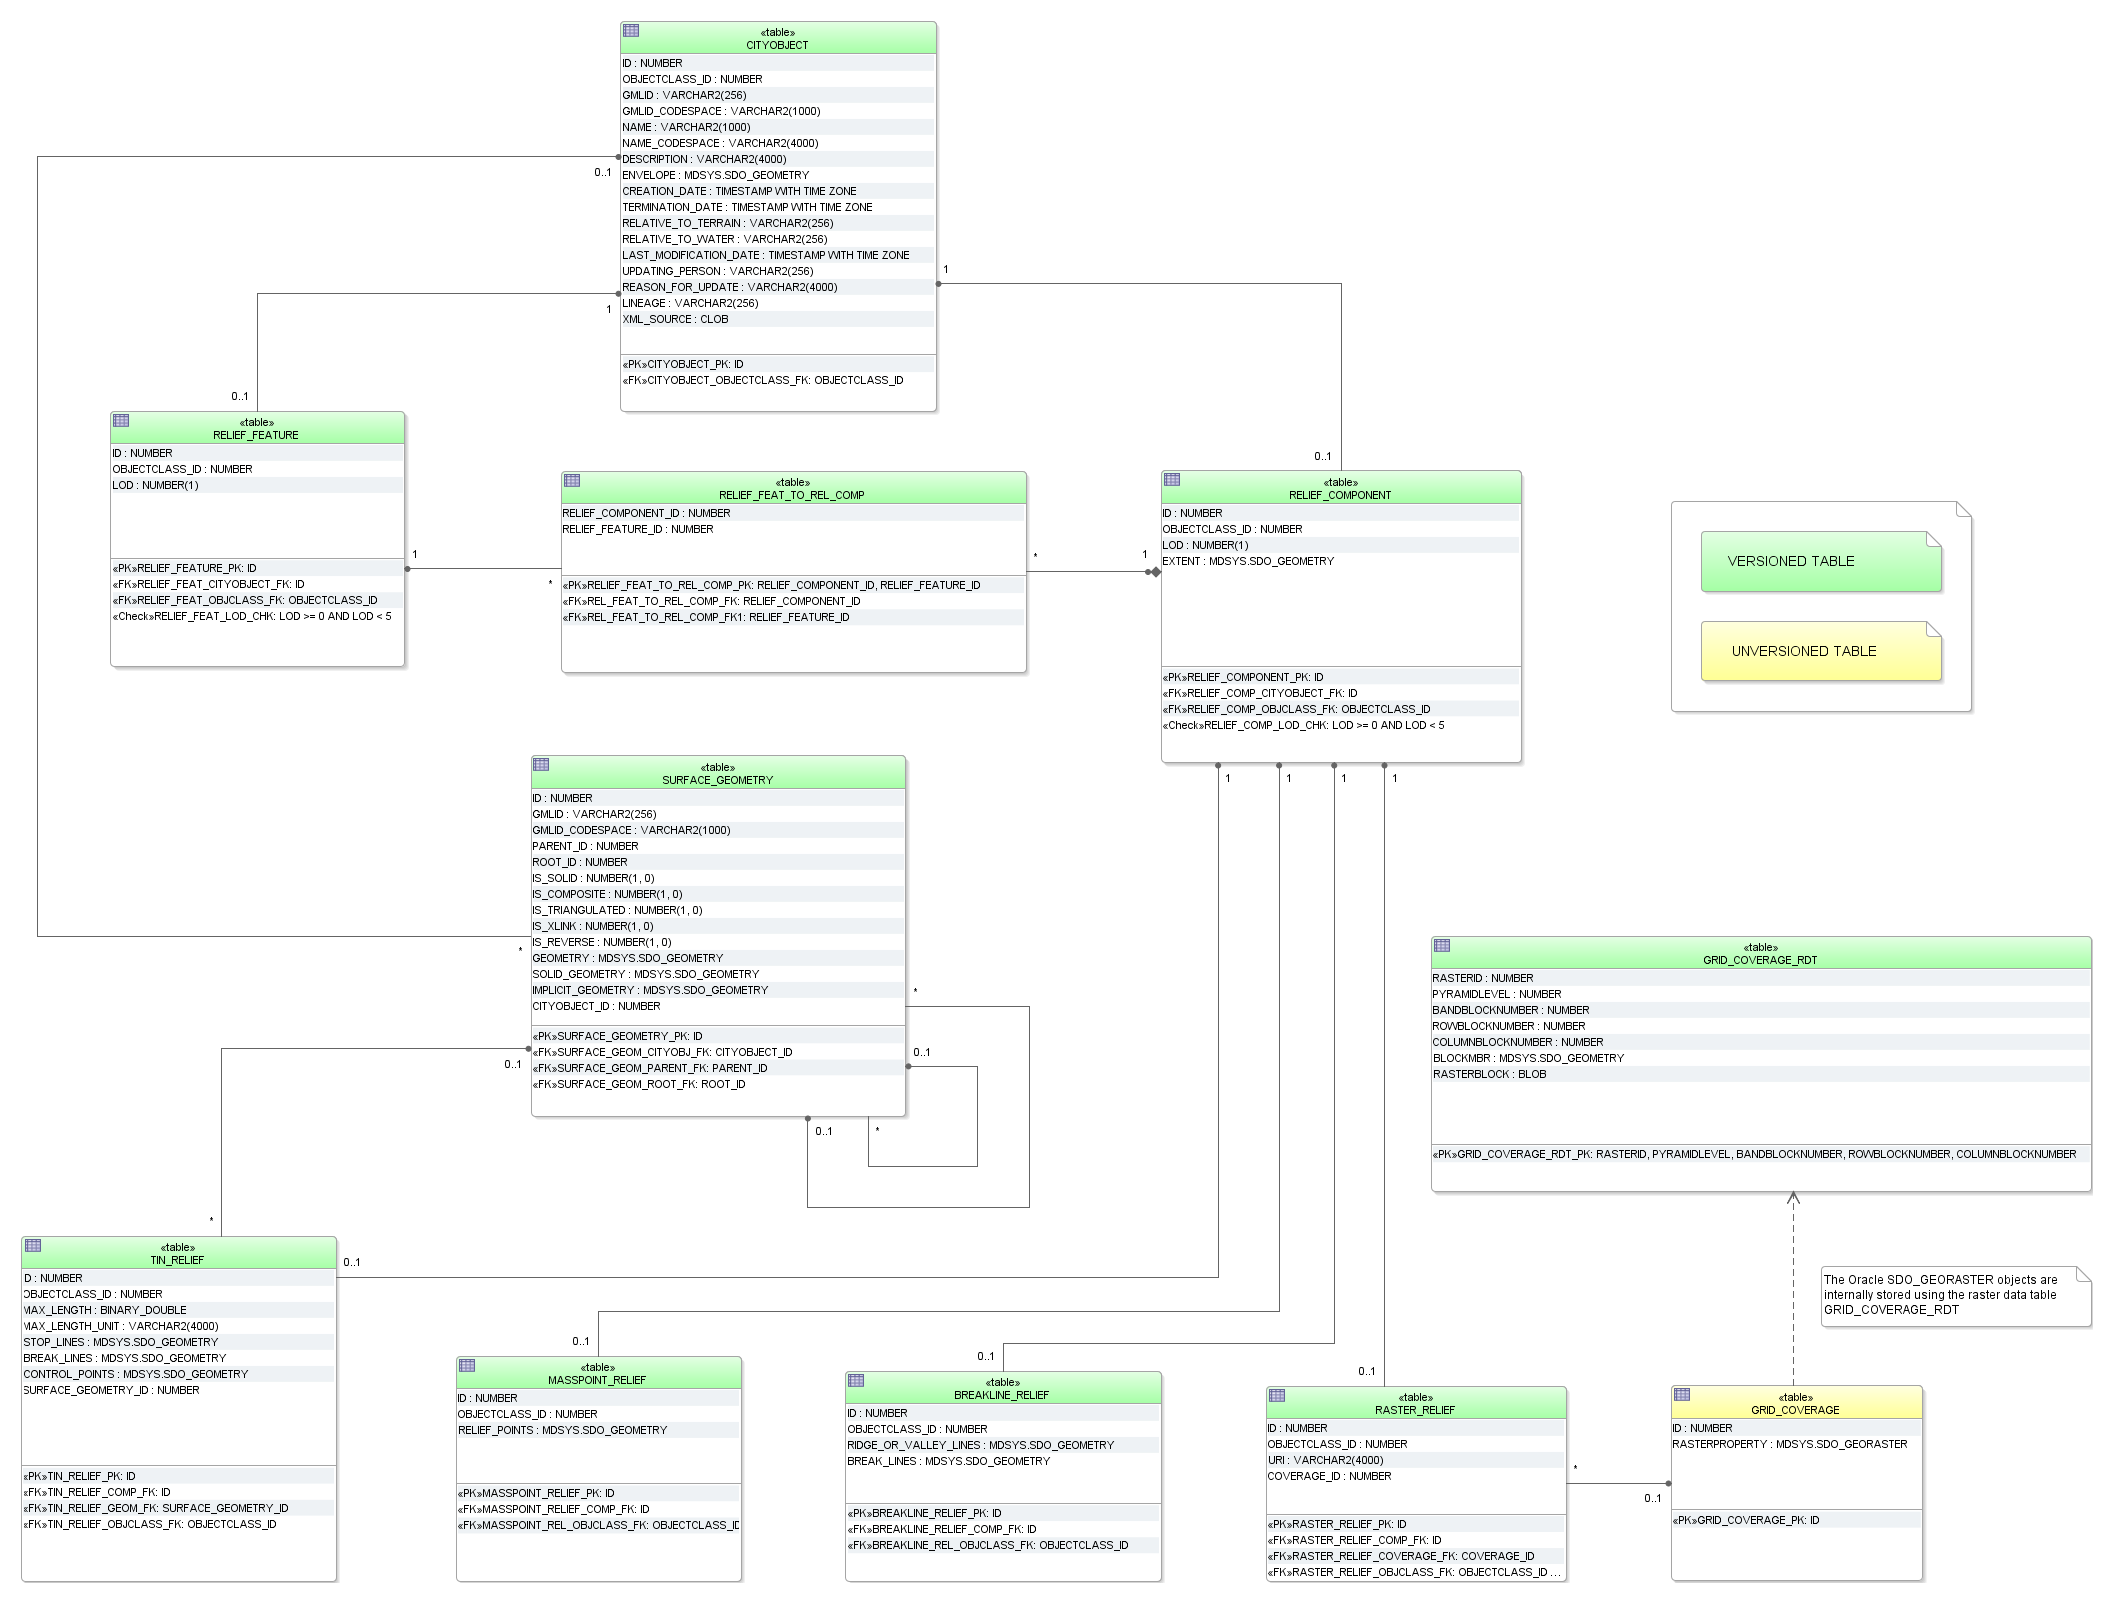 «table»
CITYOBJECT
ID : NUMBER
OBJECTCLASS_ID : NUMBER
GMLID : VARCHAR2(256)
GMLID_CODESPACE : VARCHAR2(1000)
NAME : VARCHAR2(1000)
NAME_CODESPACE : VARCHAR2(4000)
DESCRIPTION : VARCHAR2(4000)
ENVELOPE : MDSYS.SDO_GEOMETRY
CREATION_DATE : TIMESTAMP WITH TIME ZONE
TERMINATION_DATE : TIMESTAMP WITH TIME ZONE
RELATIVE_TO_TERRAIN : VARCHAR2(256)
RELATIVE_TO_WATER : VARCHAR2(256)
LAST_MODIFICATION_DATE : TIMESTAMP WITH TIME ZONE
UPDATING_PERSON : VARCHAR2(256)
REASON_FOR_UPDATE : VARCHAR2(4000)
LINEAGE : VARCHAR2(256)
XML_SOURCE : CLOB
«PK»CITYOBJECT_PK: ID
«FK»CITYOBJECT_OBJECTCLASS_FK: OBJECTCLASS_ID
0..1
1
1
0..1
0..1
«table»
RELIEF_FEATURE
ID : NUMBER
OBJECTCLASS_ID : NUMBER
LOD : NUMBER(1)
«PK»RELIEF_FEATURE_PK: ID
«FK»RELIEF_FEAT_CITYOBJECT_FK: ID
«FK»RELIEF_FEAT_OBJCLASS_FK: OBJECTCLASS_ID
«Check»RELIEF_FEAT_LOD_CHK: LOD >= 0 AND LOD < 5
1
*
«table»
RELIEF_FEAT_TO_REL_COMP
RELIEF_COMPONENT_ID : NUMBER
RELIEF_FEATURE_ID : NUMBER
«PK»RELIEF_FEAT_TO_REL_COMP_PK: RELIEF_COMPONENT_ID, RELIEF_FEATURE_ID
«FK»REL_FEAT_TO_REL_COMP_FK: RELIEF_COMPONENT_ID
«FK»REL_FEAT_TO_REL_COMP_FK1: RELIEF_FEATURE_ID
*
1
«table»
RELIEF_COMPONENT
ID : NUMBER
OBJECTCLASS_ID : NUMBER
LOD : NUMBER(1)
EXTENT : MDSYS.SDO_GEOMETRY
«PK»RELIEF_COMPONENT_PK: ID
«FK»RELIEF_COMP_CITYOBJECT_FK: ID
«FK»RELIEF_COMP_OBJCLASS_FK: OBJECTCLASS_ID
«Check»RELIEF_COMP_LOD_CHK: LOD >= 0 AND LOD < 5
1
1
1
1
VERSIONED TABLE
UNVERSIONED TABLE
«table»
SURFACE_GEOMETRY
ID : NUMBER
GMLID : VARCHAR2(256)
GMLID_CODESPACE : VARCHAR2(1000)
PARENT_ID : NUMBER
ROOT_ID : NUMBER
IS_SOLID : NUMBER(1, 0)
IS_COMPOSITE : NUMBER(1, 0)
IS_TRIANGULATED : NUMBER(1, 0)
IS_XLINK : NUMBER(1, 0)
IS_REVERSE : NUMBER(1, 0)
GEOMETRY : MDSYS.SDO_GEOMETRY
SOLID_GEOMETRY : MDSYS.SDO_GEOMETRY
IMPLICIT_GEOMETRY : MDSYS.SDO_GEOMETRY
CITYOBJECT_ID : NUMBER
«PK»SURFACE_GEOMETRY_PK: ID
«FK»SURFACE_GEOM_CITYOBJ_FK: CITYOBJECT_ID
«FK»SURFACE_GEOM_PARENT_FK: PARENT_ID
«FK»SURFACE_GEOM_ROOT_FK: ROOT_ID
*
*
0..1
0..1
0..1
*
«table»
GRID_COVERAGE_RDT
RASTERID : NUMBER
PYRAMIDLEVEL : NUMBER
BANDBLOCKNUMBER : NUMBER
ROWBLOCKNUMBER : NUMBER
COLUMNBLOCKNUMBER : NUMBER
BLOCKMBR : MDSYS.SDO_GEOMETRY
RASTERBLOCK : BLOB
«PK»GRID_COVERAGE_RDT_PK: RASTERID, PYRAMIDLEVEL, BANDBLOCKNUMBER, ROWBLOCKNUMBER, COLUMNBLOCKNUMBER
The Oracle SDO_GEORASTER objects are
internally stored using the raster data table
GRID_COVERAGE_RDT
*
0..1
«table»
TIN_RELIEF
ID : NUMBER
OBJECTCLASS_ID : NUMBER
MAX_LENGTH : BINARY_DOUBLE
MAX_LENGTH_UNIT : VARCHAR2(4000)
STOP_LINES : MDSYS.SDO_GEOMETRY
BREAK_LINES : MDSYS.SDO_GEOMETRY
CONTROL_POINTS : MDSYS.SDO_GEOMETRY
SURFACE_GEOMETRY_ID : NUMBER
«PK»TIN_RELIEF_PK: ID
«FK»TIN_RELIEF_COMP_FK: ID
«FK»TIN_RELIEF_GEOM_FK: SURFACE_GEOMETRY_ID
«FK»TIN_RELIEF_OBJCLASS_FK: OBJECTCLASS_ID
0..1
«table»
MASSPOINT_RELIEF
ID : NUMBER
OBJECTCLASS_ID : NUMBER
RELIEF_POINTS : MDSYS.SDO_GEOMETRY
«PK»MASSPOINT_RELIEF_PK: ID
«FK»MASSPOINT_RELIEF_COMP_FK: ID
«FK»MASSPOINT_REL_OBJCLASS_FK: OBJECTCLASS_ID
0..1
«table»
BREAKLINE_RELIEF
ID : NUMBER
OBJECTCLASS_ID : NUMBER
RIDGE_OR_VALLEY_LINES : MDSYS.SDO_GEOMETRY
BREAK_LINES : MDSYS.SDO_GEOMETRY
«PK»BREAKLINE_RELIEF_PK: ID
«FK»BREAKLINE_RELIEF_COMP_FK: ID
«FK»BREAKLINE_REL_OBJCLASS_FK: OBJECTCLASS_ID
0..1
«table»
RASTER_RELIEF
ID : NUMBER
OBJECTCLASS_ID : NUMBER
URI : VARCHAR2(4000)
COVERAGE_ID : NUMBER
«PK»RASTER_RELIEF_PK: ID
«FK»RASTER_RELIEF_COMP_FK: ID
«FK»RASTER_RELIEF_COVERAGE_FK: COVERAGE_ID
«FK»RASTER_RELIEF_OBJCLASS_FK: OBJECTCLASS_ID ...
*
0..1
«table»
GRID_COVERAGE
ID : NUMBER
RASTERPROPERTY : MDSYS.SDO_GEORASTER
«PK»GRID_COVERAGE_PK: ID